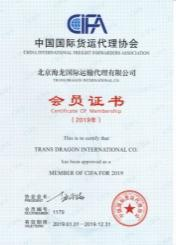 CIFA
中国国际货运代理协会
CHINA INTERNATIONAL FREIGHT FORWARDERS ASSOCIATION
北京海龙国际运输代理有限公司
TRANS DRAGON INTERNATIONAL CO.
会员证书
Certificate Of Membership
(2019年)
This is to certify that
TRANS DRAGON INTERNATIONAL CO.
has been approved as a
MEMBER OF CIFA FOR 2019
1179
2019.01.01-2019.12.31